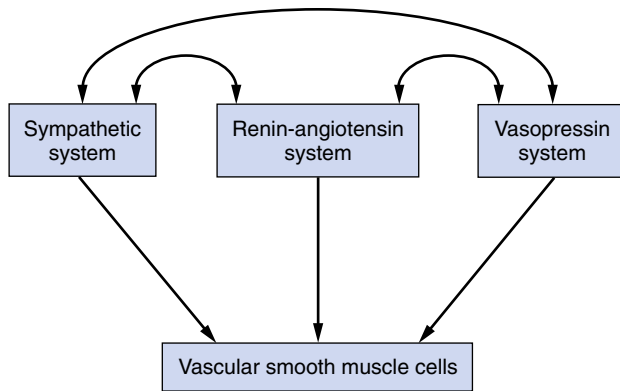 Sympathetic
system
Renin-angiotensin
system
Vasopressin
system
Vascular smooth muscle cells